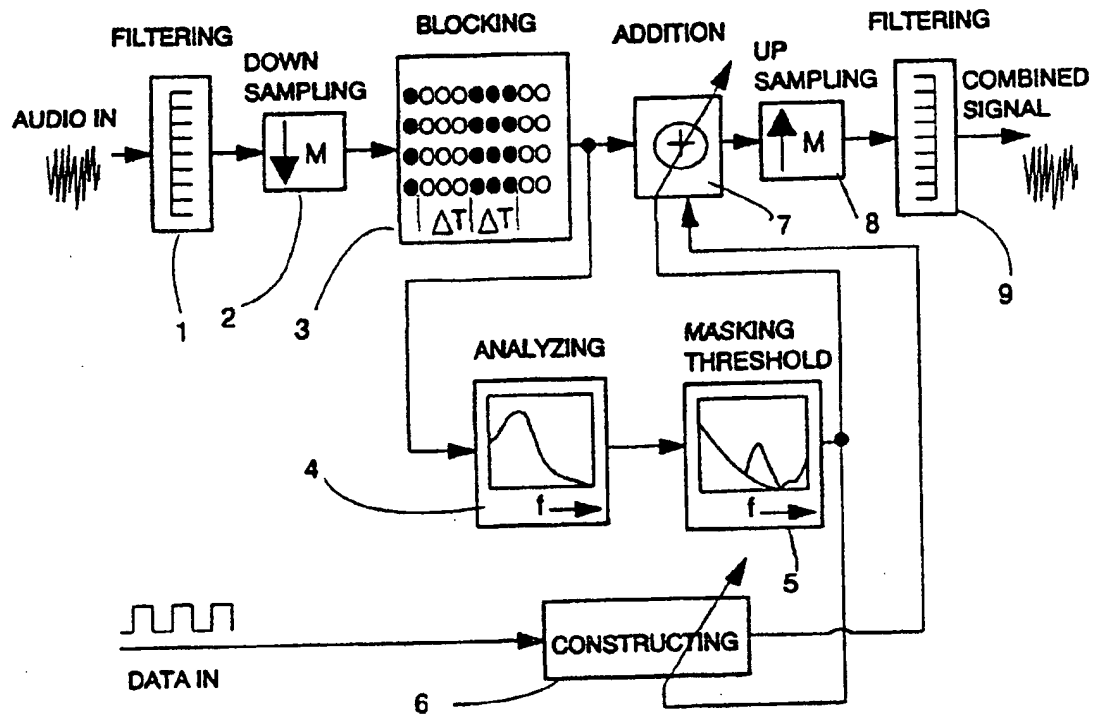 FILTERING
DOWN
SAMPLING
BLOCKING
ADDITION
UP
SAMPLING
FILTERING
COMBINED
SIGNAL
AUDIO IN
M
ΔT ΔT
+
M
1
2
3
7
8
9
ANALYZING
MASKING
THRESHOLD
f
f
4
5
CONSTRUCTING
DATA IN
6